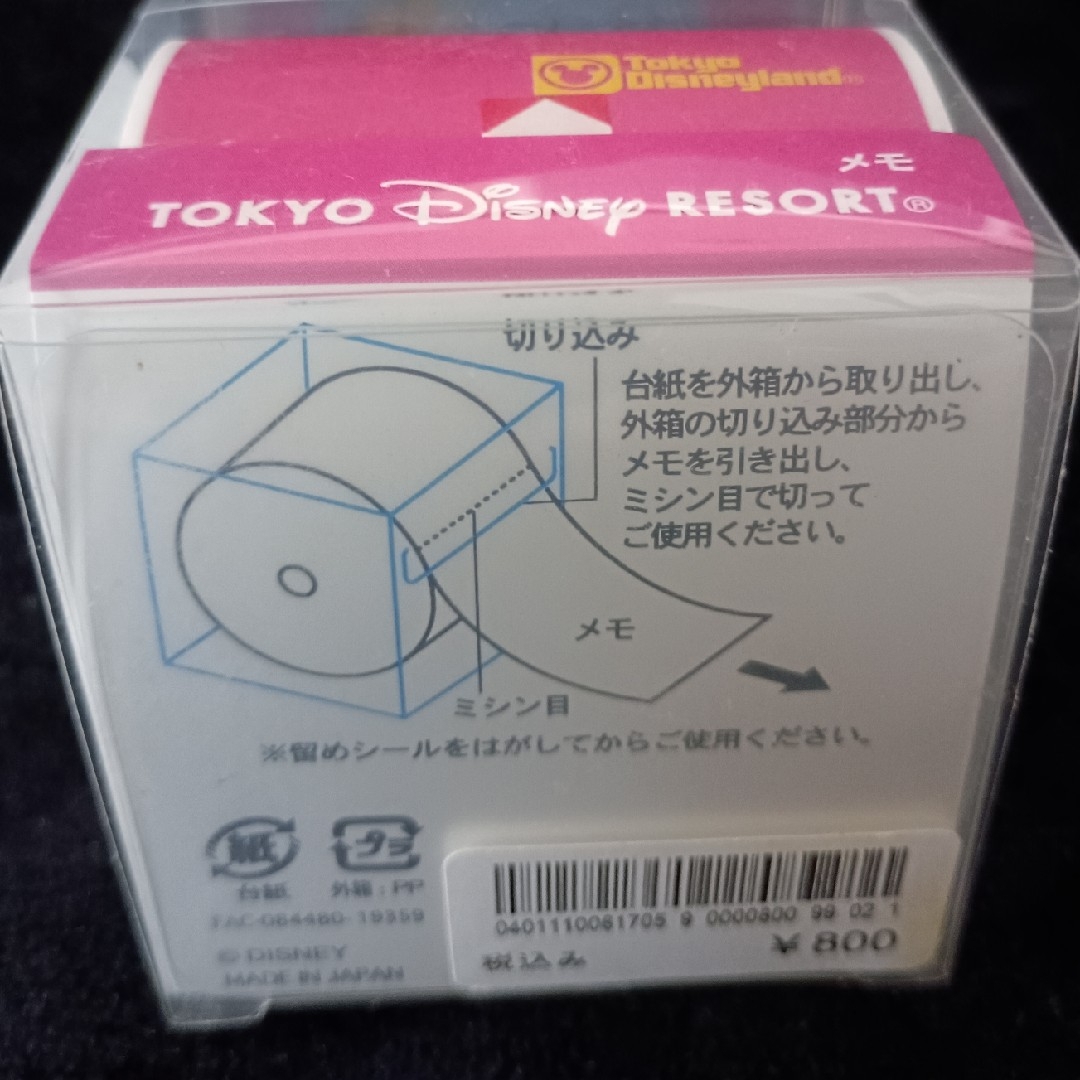 Tokyo
Disneyland
メモ
TOKYO Disney RESORT®
切り込み
台紙を外箱から取り出し、
外箱の切り込み部分から
メモを引き出し、
ミシン目で切って
ご使用ください。
メモ
ミシン目
※留めシールをはがしてからご使用ください。
紙
プラ
台紙
外箱:PP
FAC-084480-19359
© DISNEY
MADE IN JAPAN
0401110081705 9 0000800 99 02 1
税込み
¥800